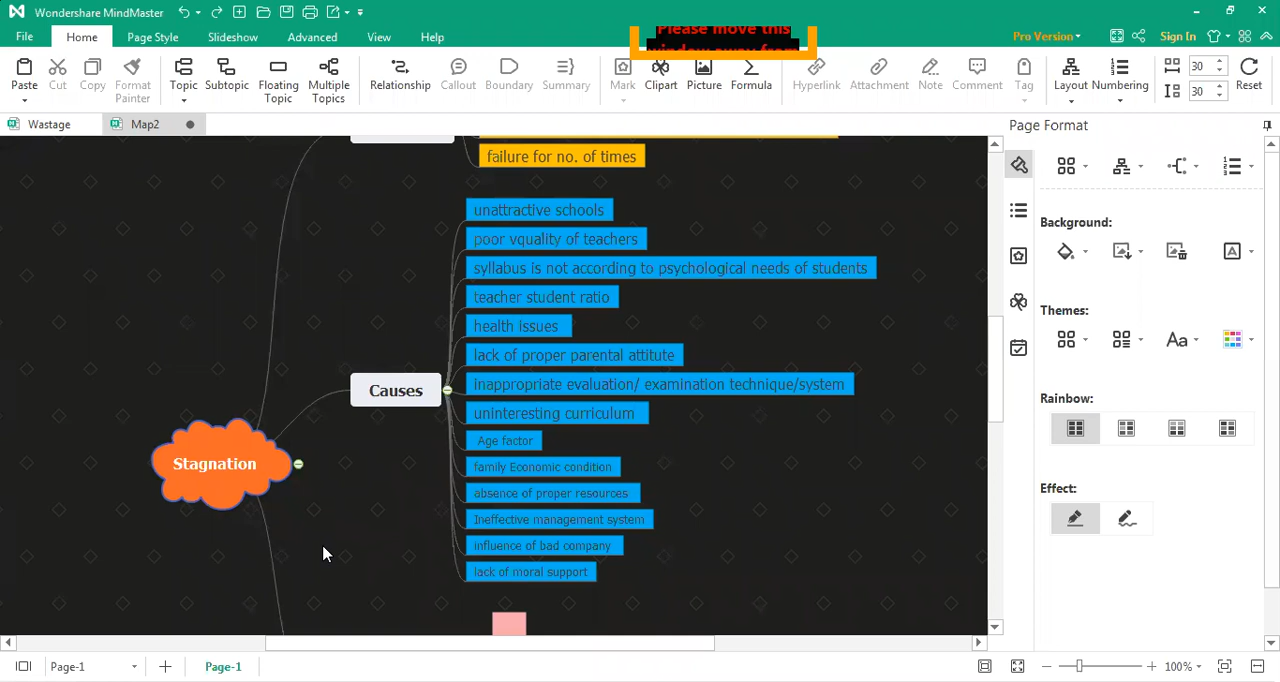 Wondershare MindMaster
File Home Page Style Slideshow Advanced View Help
Please move this
window away from
Pro Version Sign In
Paste Cut Copy Format Painter Topic Subtopic Floating Topic Multiple Topics Relationship Callout Boundary Summary Mark Clipart Picture Formula Hyperlink Attachment Note Comment Tag Layout Numbering 30 30 Reset
Wastage Map2
Page Format
failure for no. of times
unattractive schools
poor vquality of teachers
syllabus is not according to psychological needs of students
teacher student ratio
health issues
lack of proper parental attitute
Causes
inappropriate evaluation/ examination technique/system
uninteresting curriculum
Age factor
Stagnation
family Economic condition
absence of proper resources
Ineffective management system
influence of bad company
lack of moral support
Background:
Themes:
Aa
Rainbow:
Effect:
Page-1 Page-1 100%